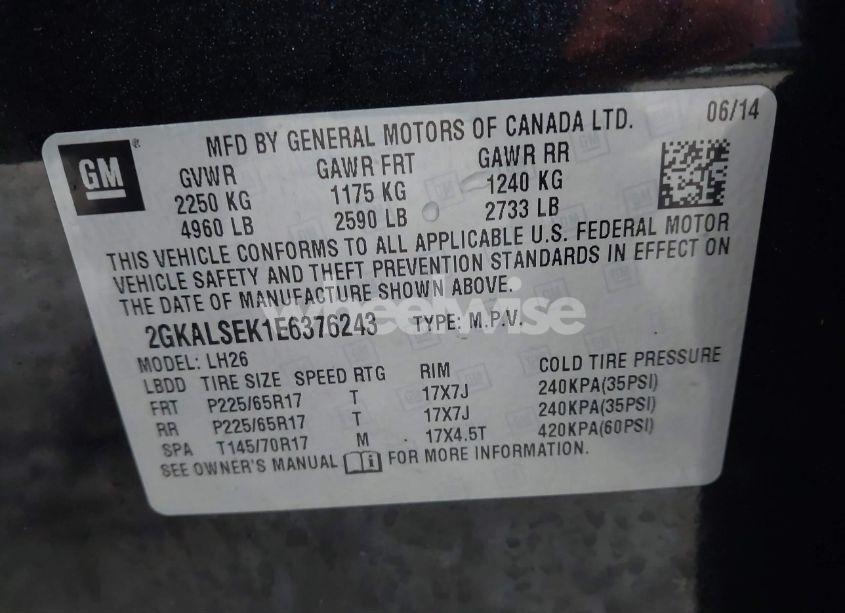 MFD BY GENERAL MOTORS OF CANADA LTD. 06/14
GM
GVWR GAWR FRT GAWR RR
2250 KG 1175 KG 1240 KG
4960 LB 2590 LB 2733 LB
THIS VEHICLE CONFORMS TO ALL APPLICABLE U.S. FEDERAL MOTOR
VEHICLE SAFETY AND THEFT PREVENTION STANDARDS IN EFFECT ON
THE DATE OF MANUFACTURE SHOWN ABOVE.
wheelwise
2GKALSEK1E6376243 TYPE: M.P.V.
MODEL: LH26
LBDD TIRE SIZE SPEED RTG RIM COLD TIRE PRESSURE
FRT P225/65R17 T 17X7J 240KPA(35PSI)
RR P225/65R17 T 17X7J 240KPA(35PSI)
SPA T145/70R17 M 17X4.5T 420KPA(60PSI)
SEE OWNER'S MANUAL FOR MORE INFORMATION.